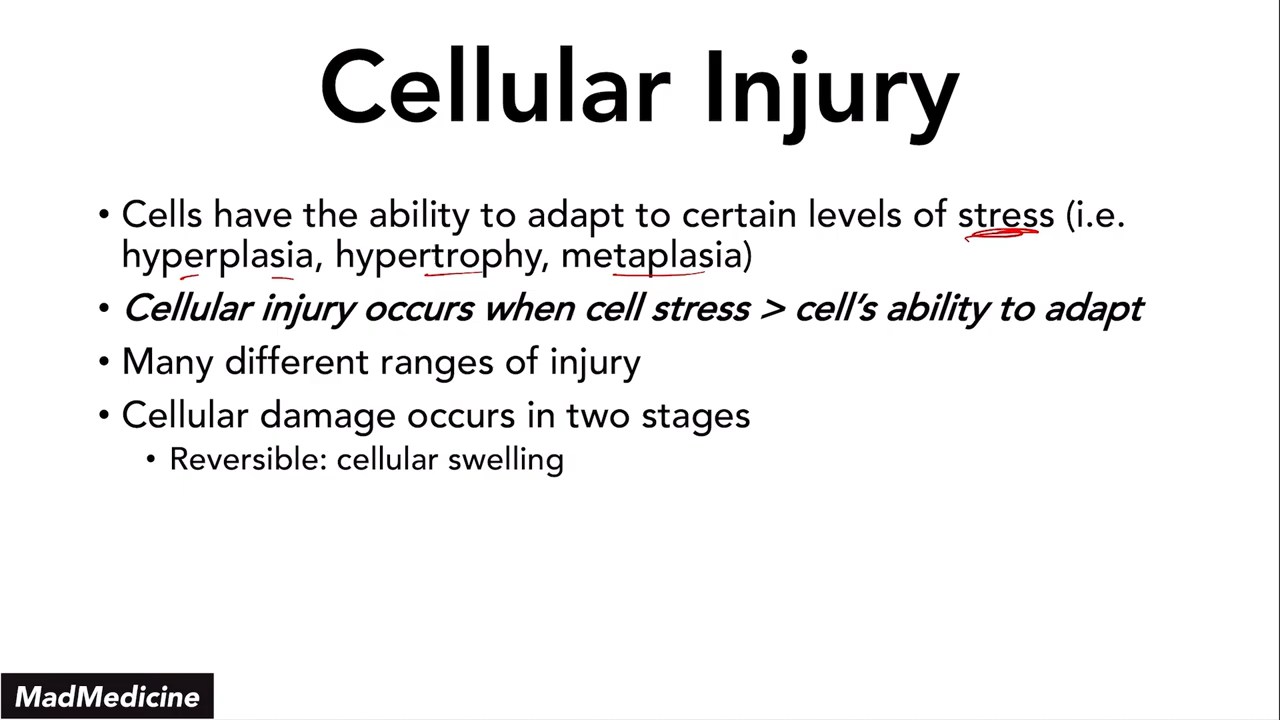 Cellular Injury
• Cells have the ability to adapt to certain levels of stress (i.e.
hyperplasia, hypertrophy, metaplasia)
• Cellular injury occurs when cell stress > cell's ability to adapt
• Many different ranges of injury
• Cellular damage occurs in two stages
• Reversible: cellular swelling
MadMedicine